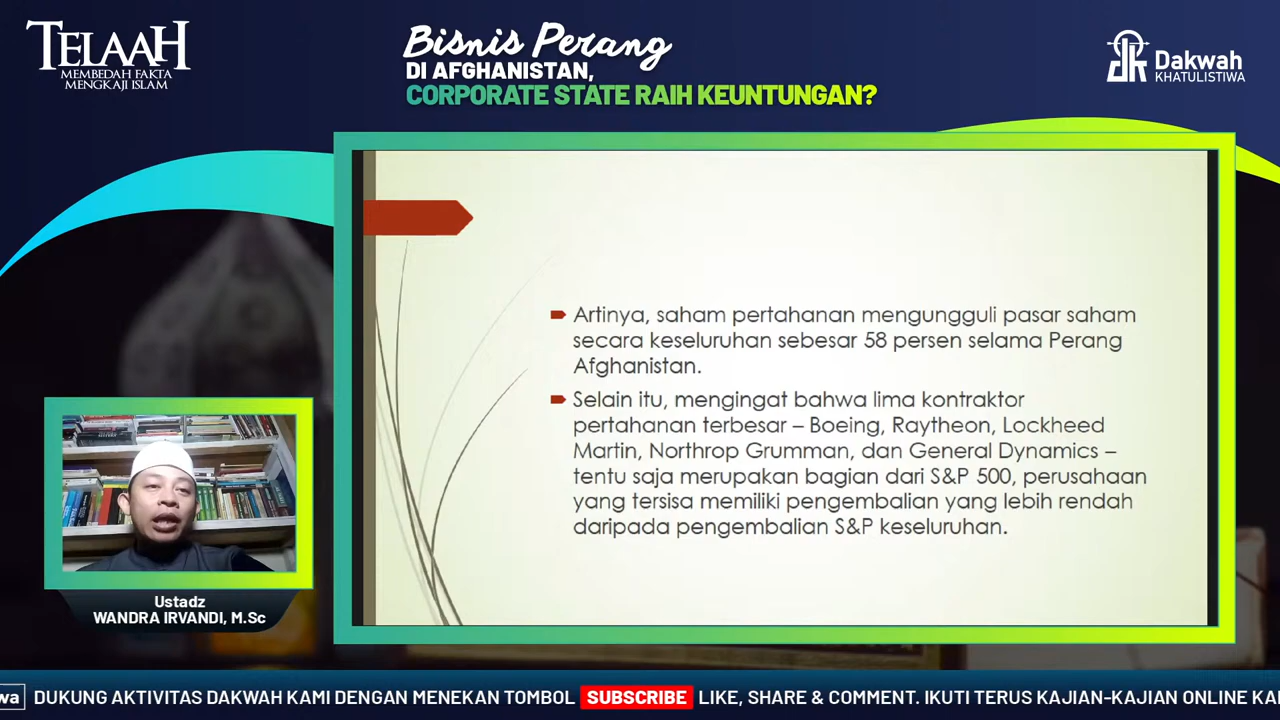 TELAAH
MEMBEDAH FAKTA
MENGKAJI ISLAM
Bisnis Perang
DI AFGHANISTAN,
CORPORATE STATE RAIH KEUNTUNGAN?
Dakwah
KHATULISTIWA
Artinya, saham pertahanan mengungguli pasar saham
secara keseluruhan sebesar 58 persen selama Perang
Afghanistan.
Selain itu, mengingat bahwa lima kontraktor
pertahanan terbesar – Boeing, Raytheon, Lockheed
Martin, Northrop Grumman, dan General Dynamics –
tentu saja merupakan bagian dari S&P 500, perusahaan
yang tersisa memiliki pengembalian yang lebih rendah
daripada pengembalian S&P keseluruhan.
Ustadz
WANDRA IRVANDI, M.Sc
wa DUKUNG AKTIVITAS DAKWAH KAMI DENGAN MENEKAN TOMBOL SUBSCRIBE LIKE, SHARE & COMMENT. IKUTI TERUS KAJIAN-KAJIAN ONLINE KA